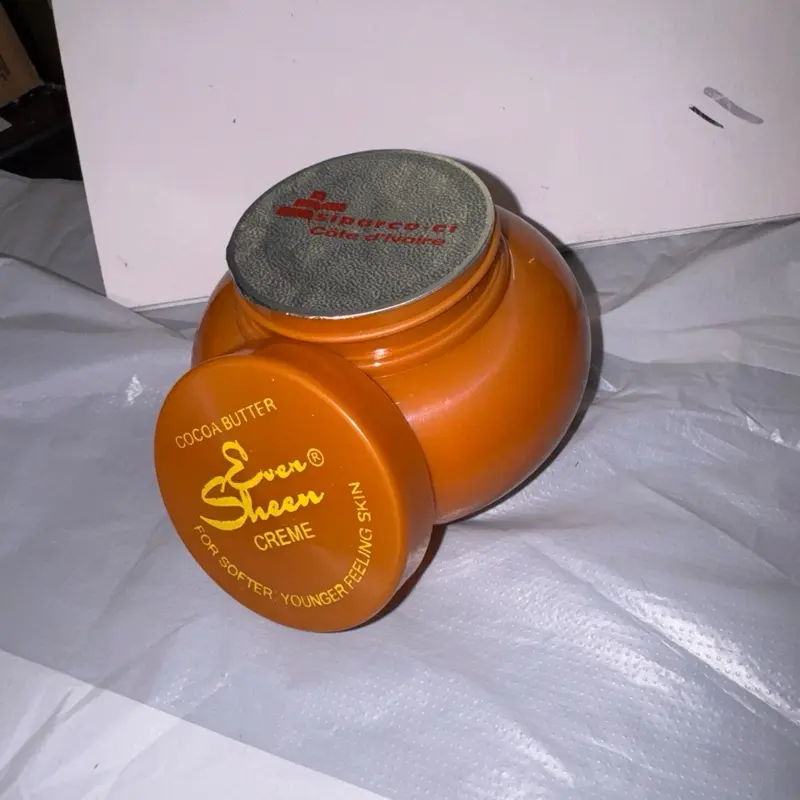 siparco.ci
Côte d'Ivoire
COCOA BUTTER
Ever®
Sheen
CREME
FOR SOFTER YOUNGER FEELING SKIN